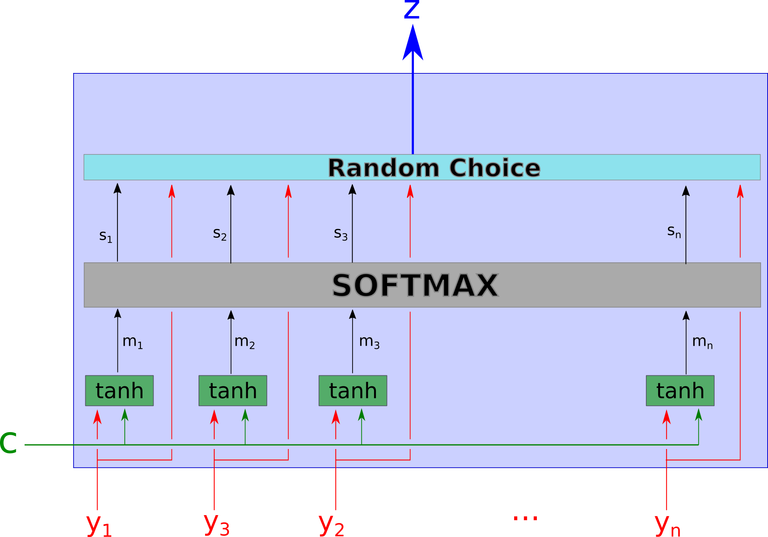 z
Random Choice
s₁ s₂ s₃ sₙ
SOFTMAX
m₁ m₂ m₃ mₙ
tanh tanh tanh tanh
c
y₁ y₃ y₂ ... yₙ